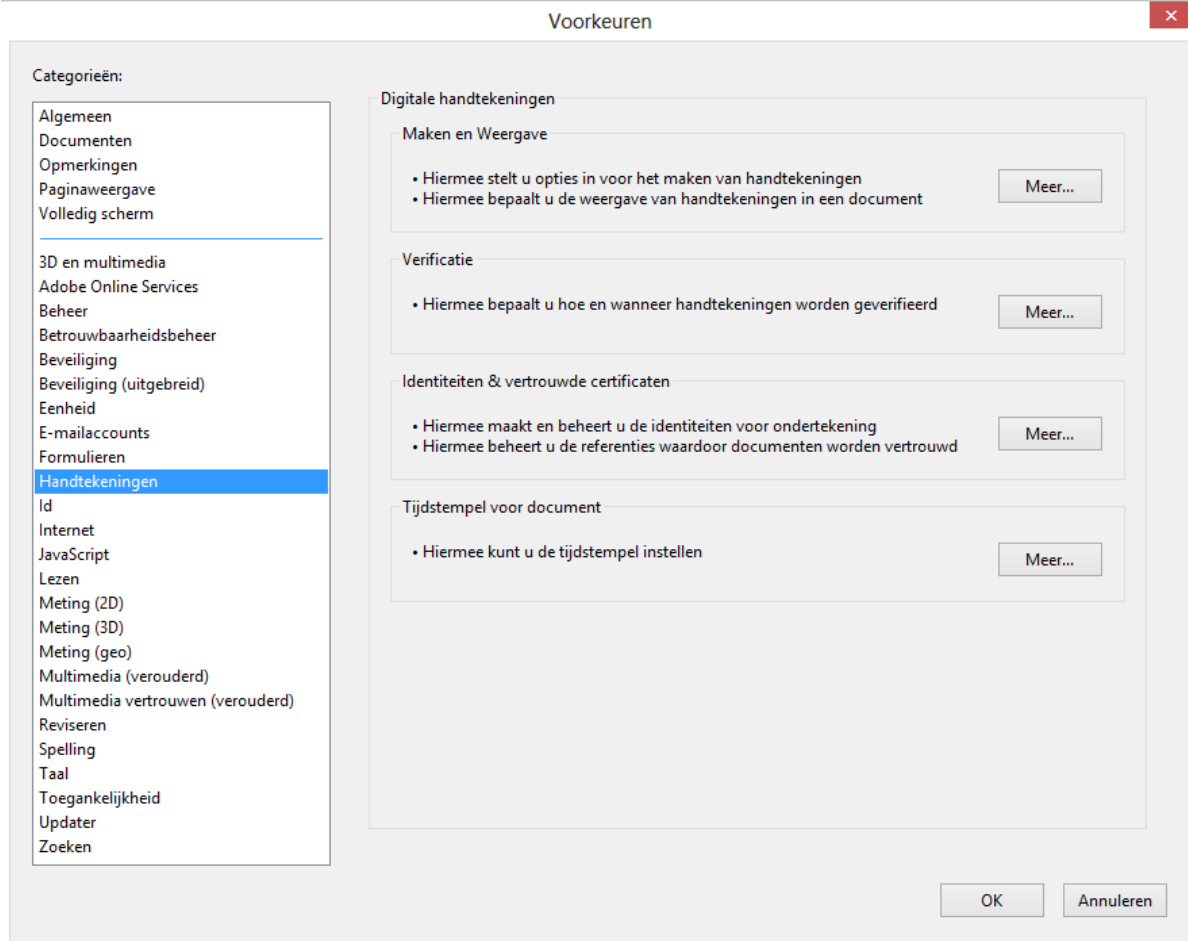 Voorkeuren
Categorieën:
Algemeen
Documenten
Opmerkingen
Paginaweergave
Volledig scherm
3D en multimedia
Adobe Online Services
Beheer
Betrouwbaarheidsbeheer
Beveiliging
Beveiliging (uitgebreid)
Eenheid
E-mailaccounts
Formulieren
Handtekeningen
Id
Internet
JavaScript
Lezen
Meting (2D)
Meting (3D)
Meting (geo)
Multimedia (verouderd)
Multimedia vertrouwen (verouderd)
Reviseren
Spelling
Taal
Toegankelijkheid
Updater
Zoeken
Digitale handtekeningen
Maken en Weergave
• Hiermee stelt u opties in voor het maken van handtekeningen
• Hiermee bepaalt u de weergave van handtekeningen in een document
Meer...
Verificatie
• Hiermee bepaalt u hoe en wanneer handtekeningen worden geverifieerd
Meer...
Identiteiten & vertrouwde certificaten
• Hiermee maakt en beheert u de identiteiten voor ondertekening
• Hiermee beheert u de referenties waardoor documenten worden vertrouwd
Meer...
Tijdstempel voor document
• Hiermee kunt u de tijdstempel instellen
Meer...
OK
Annuleren